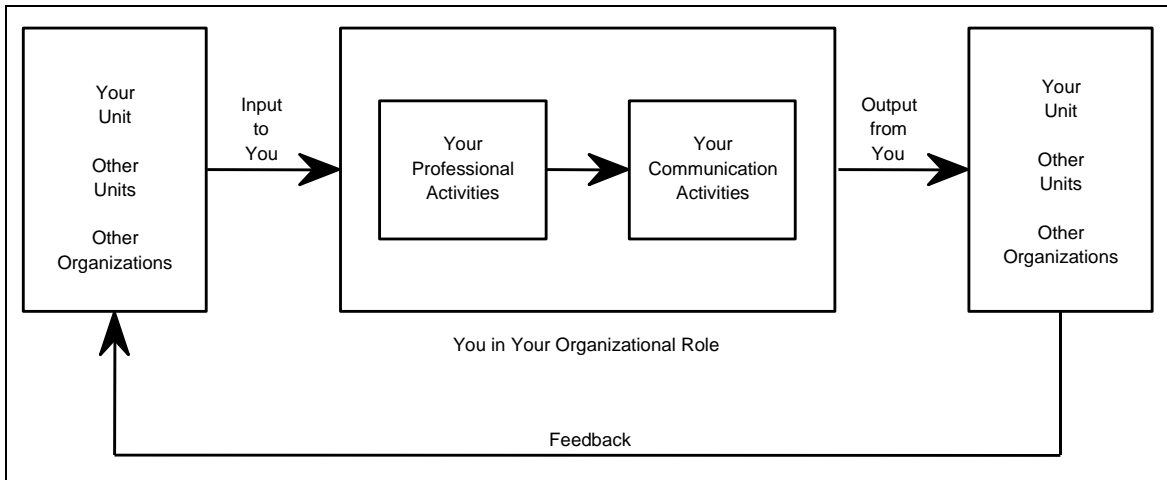 Your
Unit
Other
Units
Other
Organizations
Input
to
You
Your
Professional
Activities
Your
Communication
Activities
Output
from
You
Your
Unit
Other
Units
Other
Organizations
You in Your Organizational Role
Feedback